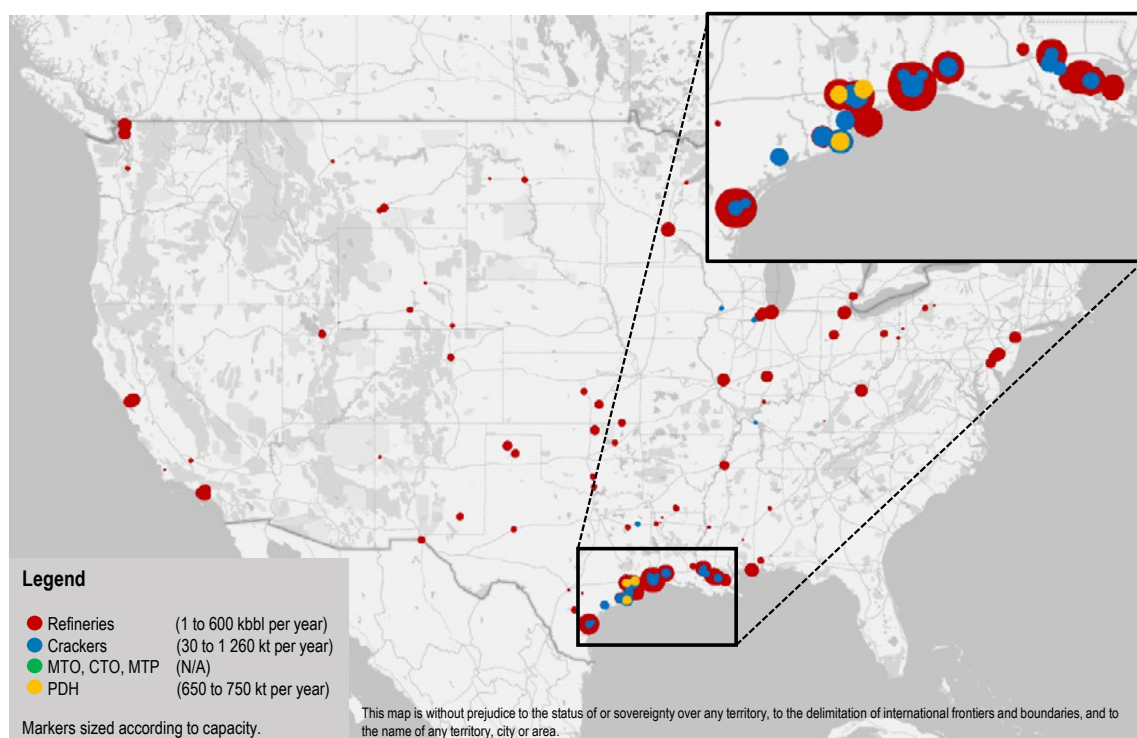 Legend
Refineries (1 to 600 kbbl per year)
Crackers (30 to 1 260 kt per year)
MTO, CTO, MTP (N/A)
PDH (650 to 750 kt per year)
Markers sized according to capacity.
This map is without prejudice to the status of or sovereignty over any territory, to the delimitation of international frontiers and boundaries, and to
the name of any territory, city or area.